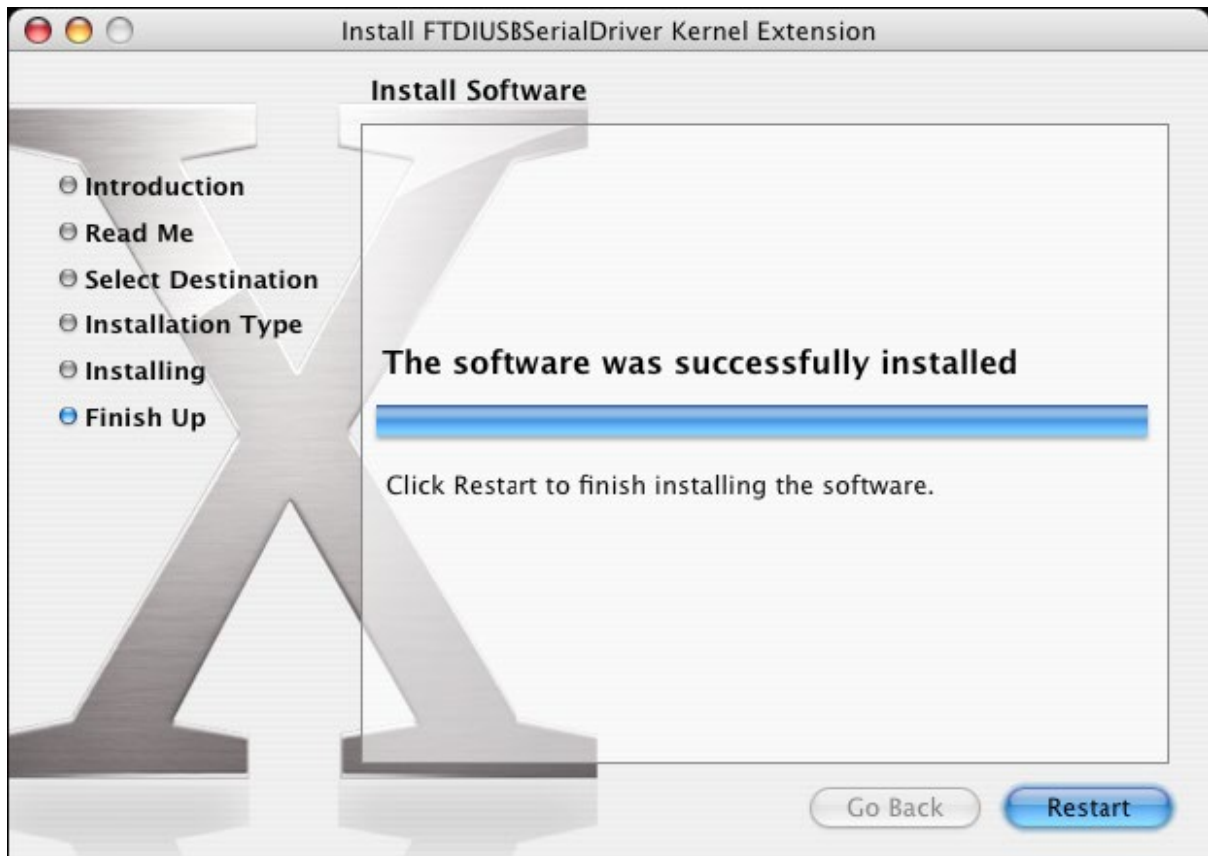 Install FTDIUSBSerialDriver Kernel Extension
Install Software
Introduction
Read Me
Select Destination
Installation Type
Installing
Finish Up
The software was successfully installed
Click Restart to finish installing the software.
Go Back
Restart